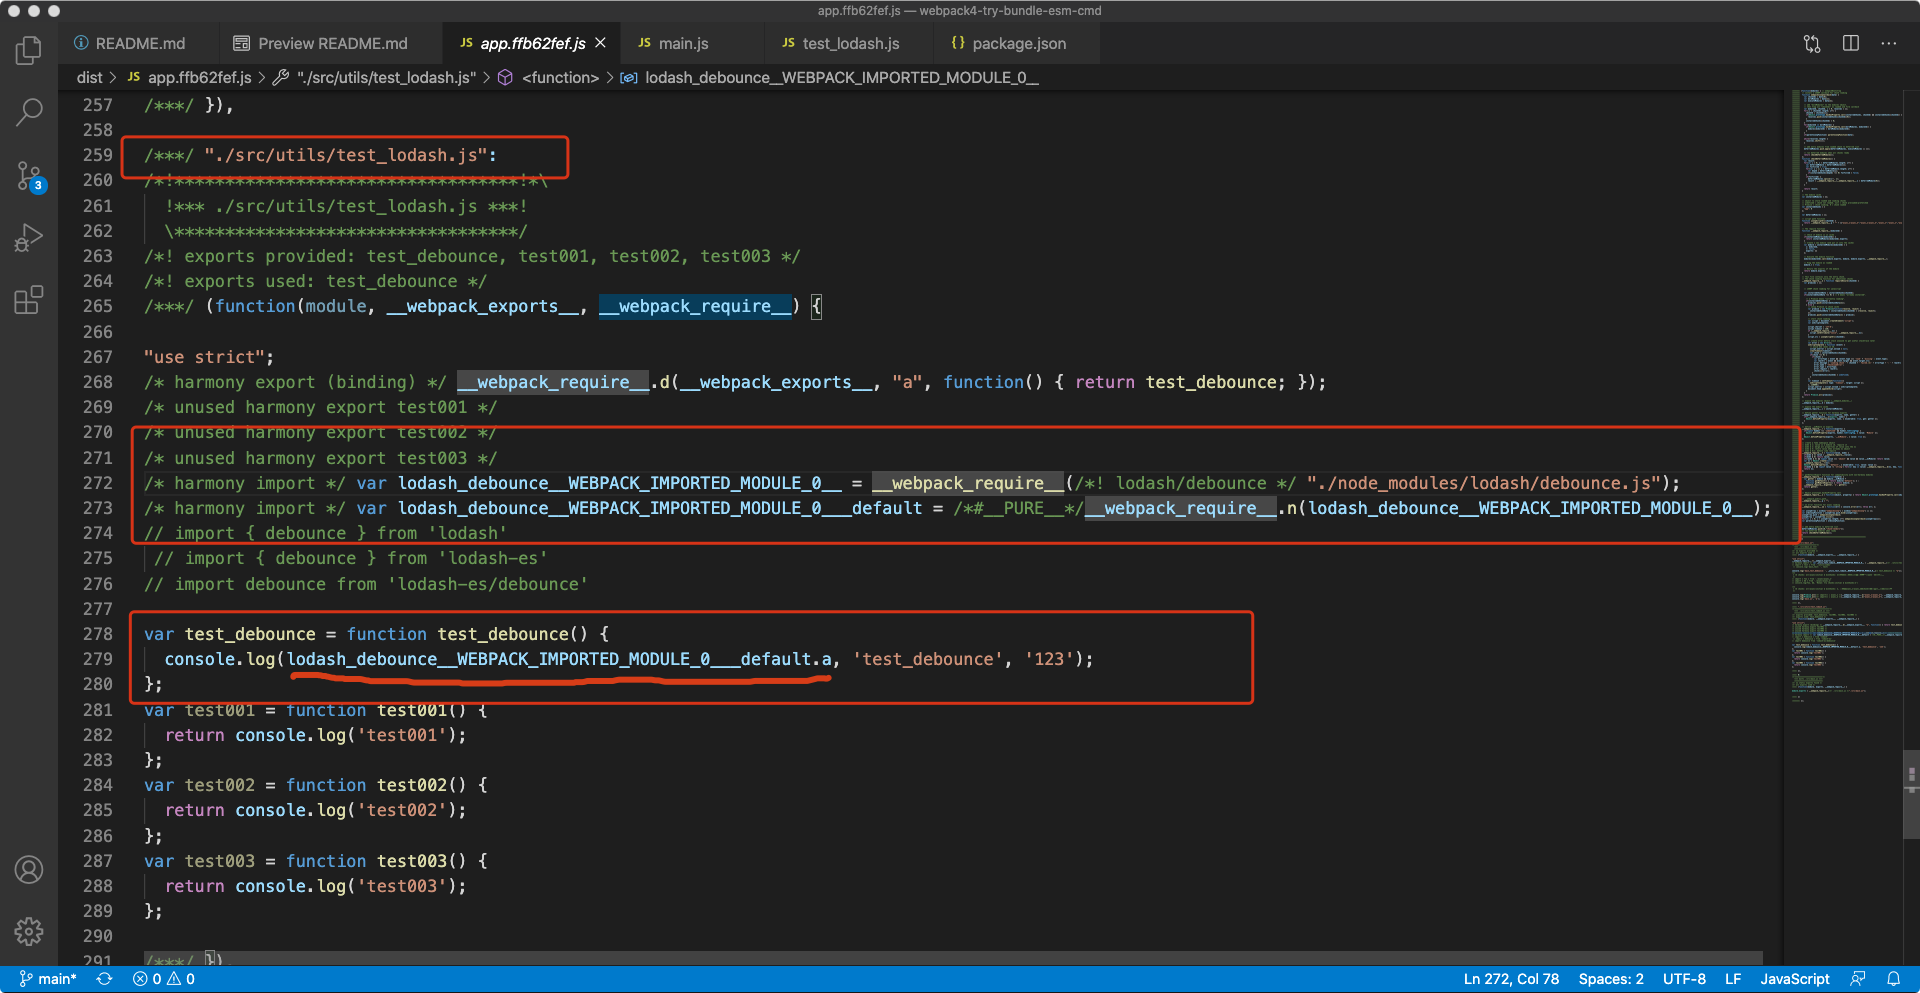 app.ffb62fef.js — webpack4-try-bundle-esm-cmd
README.md
Preview README.md
JS app.ffb62fef.js
JS main.js
JS test_lodash.js
{} package.json
dist > JS app.ffb62fef.js > "./src/utils/test_lodash.js" > <function> > lodash_debounce__WEBPACK_IMPORTED_MODULE_0__
257 /***/ }),
258
259 /***/ "./src/utils/test_lodash.js":
260 /*!**********************************!*\
261   !*** ./src/utils/test_lodash.js ***!
262   \**********************************/
263 /*! exports provided: test_debounce, test001, test002, test003 */
264 /*! exports used: test_debounce */
265 /***/ (function(module, __webpack_exports__, __webpack_require__) {
266
267 "use strict";
268 /* harmony export (binding) */ __webpack_require__.d(__webpack_exports__, "a", function() { return test_debounce; });
269 /* unused harmony export test001 */
270 /* unused harmony export test002 */
271 /* unused harmony export test003 */
272 /* harmony import */ var lodash_debounce__WEBPACK_IMPORTED_MODULE_0__ = __webpack_require__(/*! lodash/debounce */ "./node_modules/lodash/debounce.js");
273 /* harmony import */ var lodash_debounce__WEBPACK_IMPORTED_MODULE_0___default = /*#__PURE__*/__webpack_require__.n(lodash_debounce__WEBPACK_IMPORTED_MODULE_0__);
274 // import { debounce } from 'lodash'
275  // import { debounce } from 'lodash-es'
276 // import debounce from 'lodash-es/debounce'
277
278 var test_debounce = function test_debounce() {
279   console.log(lodash_debounce__WEBPACK_IMPORTED_MODULE_0___default.a, 'test_debounce', '123');
280 };
281 var test001 = function test001() {
282   return console.log('test001');
283 };
284 var test002 = function test002() {
285   return console.log('test002');
286 };
287 var test003 = function test003() {
288   return console.log('test003');
289 };
290
291 /***/ }),
3
main* 0 0 Ln 272, Col 78 Spaces: 2 UTF-8 LF JavaScript